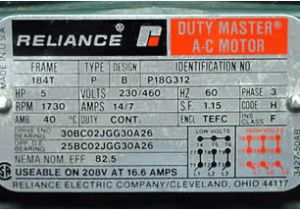 MADE IN U.S.A.
RELIANCE
DUTY MASTER®
A-C MOTOR
FRAME TYPE DESIGN IDENTIFICATION NO.
184T P B P18G312
HP 5 VOLTS 230/460 HZ 60 PHASE 3
RPM 1730 AMPS 14/7 S.F. 1.15 CODE H
AMB 40 °C DUTY CONT. ENCL TEFC INS CL F
DRIVE END BEARING 30BC02JGG30A26
OPP. D.E. BEARING 25BC02JGG30A26
LOW VOLTS HIGH VOLTS
NEMA NOM EFF 82.5
USEABLE ON 208V AT 16.6 AMPS
RELIANCE ELECTRIC COMPANY/CLEVELAND, OHIO 44117